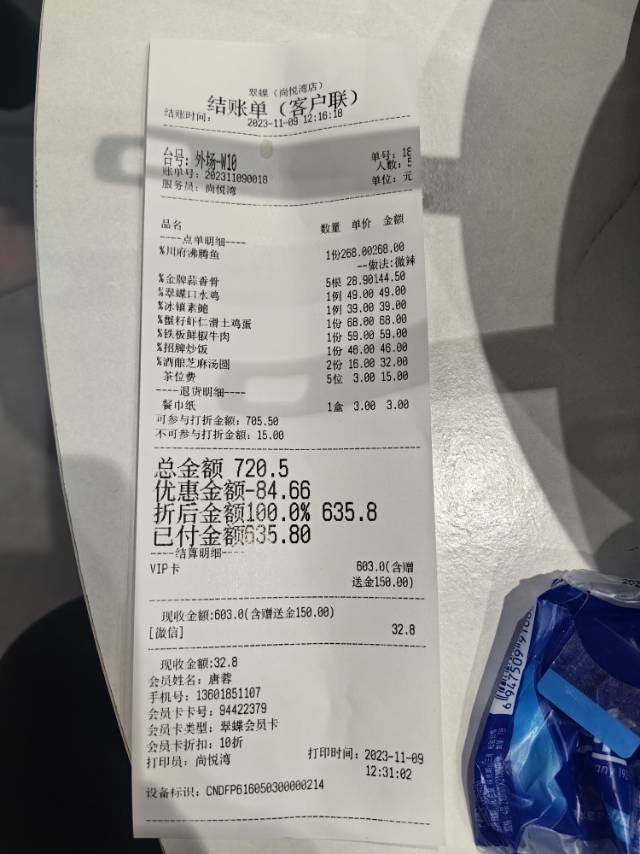 翠蝶（尚悦湾店）
结账单（客户联）
结账时间： 2023-11-09 12:16:18
台号：外场-W10 单号：18
账单号：202311090018 人数：5
服务员：尚悦湾 单位：元
品名 数量 单价 金额
----点单明细----
%川府沸腾鱼 1份268.00268.00
--做法:微辣
%金牌蒜香骨 5根 28.90144.50
%翠蝶口水鸡 1例 49.00 49.00
%冰镇素鲍 1例 39.00 39.00
%蟹籽虾仁滑土鸡蛋 1份 68.00 68.00
%铁板鲜椒牛肉 1份 59.00 59.00
%招牌炒饭 1份 46.00 46.00
%酒酿芝麻汤圆 2份 16.00 32.00
茶位费 5位 3.00 15.00
----退货明细----
餐巾纸 1盒 3.00 3.00
可参与打折金额：705.50
不可参与打折金额：15.00
总金额 720.5
优惠金额-84.66
折后金额100.0% 635.8
已付金额635.80
----结算明细----
VIP卡 603.0(含赠
送金150.00)
现收金额:603.0(含赠送金150.00)
[微信] 32.8
现收金额:32.8
会员姓名：唐蓉
手机号：13601851107
会员卡卡号：94422379
会员卡类型：翠蝶会员卡
会员卡折扣：10折
打印员：尚悦湾 打印时间：2023-11-09
12:31:02
设备标识：CNDFP616050300000214